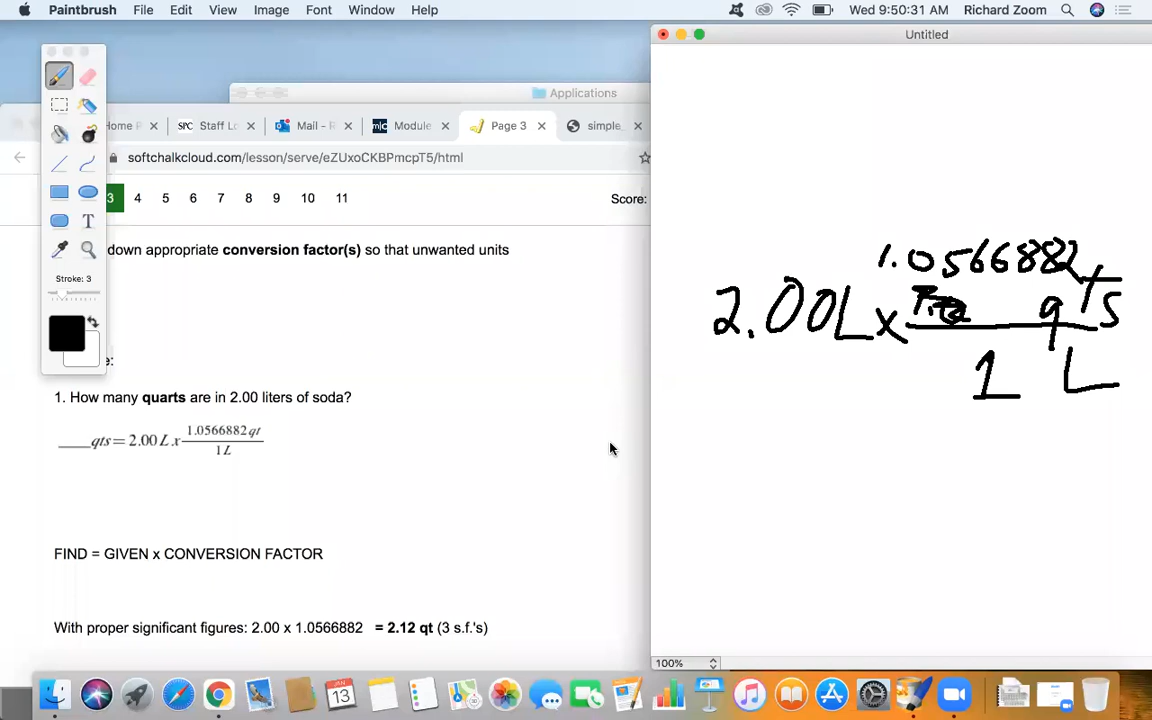 Paintbrush File Edit View Image Font Window Help Wed 9:50:31 AM Richard Zoom
Untitled
Applications
Home P SPC Staff Lo Mail - R M|C Module Page 3 simple_
softchalkcloud.com/lesson/serve/eZUxoCKBPmcpT5/html
3 4 5 6 7 8 9 10 11 Score:
down appropriate conversion factor(s) so that unwanted units
T
Stroke: 3
e:
1. How many quarts are in 2.00 liters of soda?
____qts = 2.00 L x 1.0566882 qt
1 L
FIND = GIVEN x CONVERSION FACTOR
With proper significant figures: 2.00 x 1.0566882 = 2.12 qt (3 s.f.'s)
1.0566882
2.00L x qts
1 L
100%
JAN
13